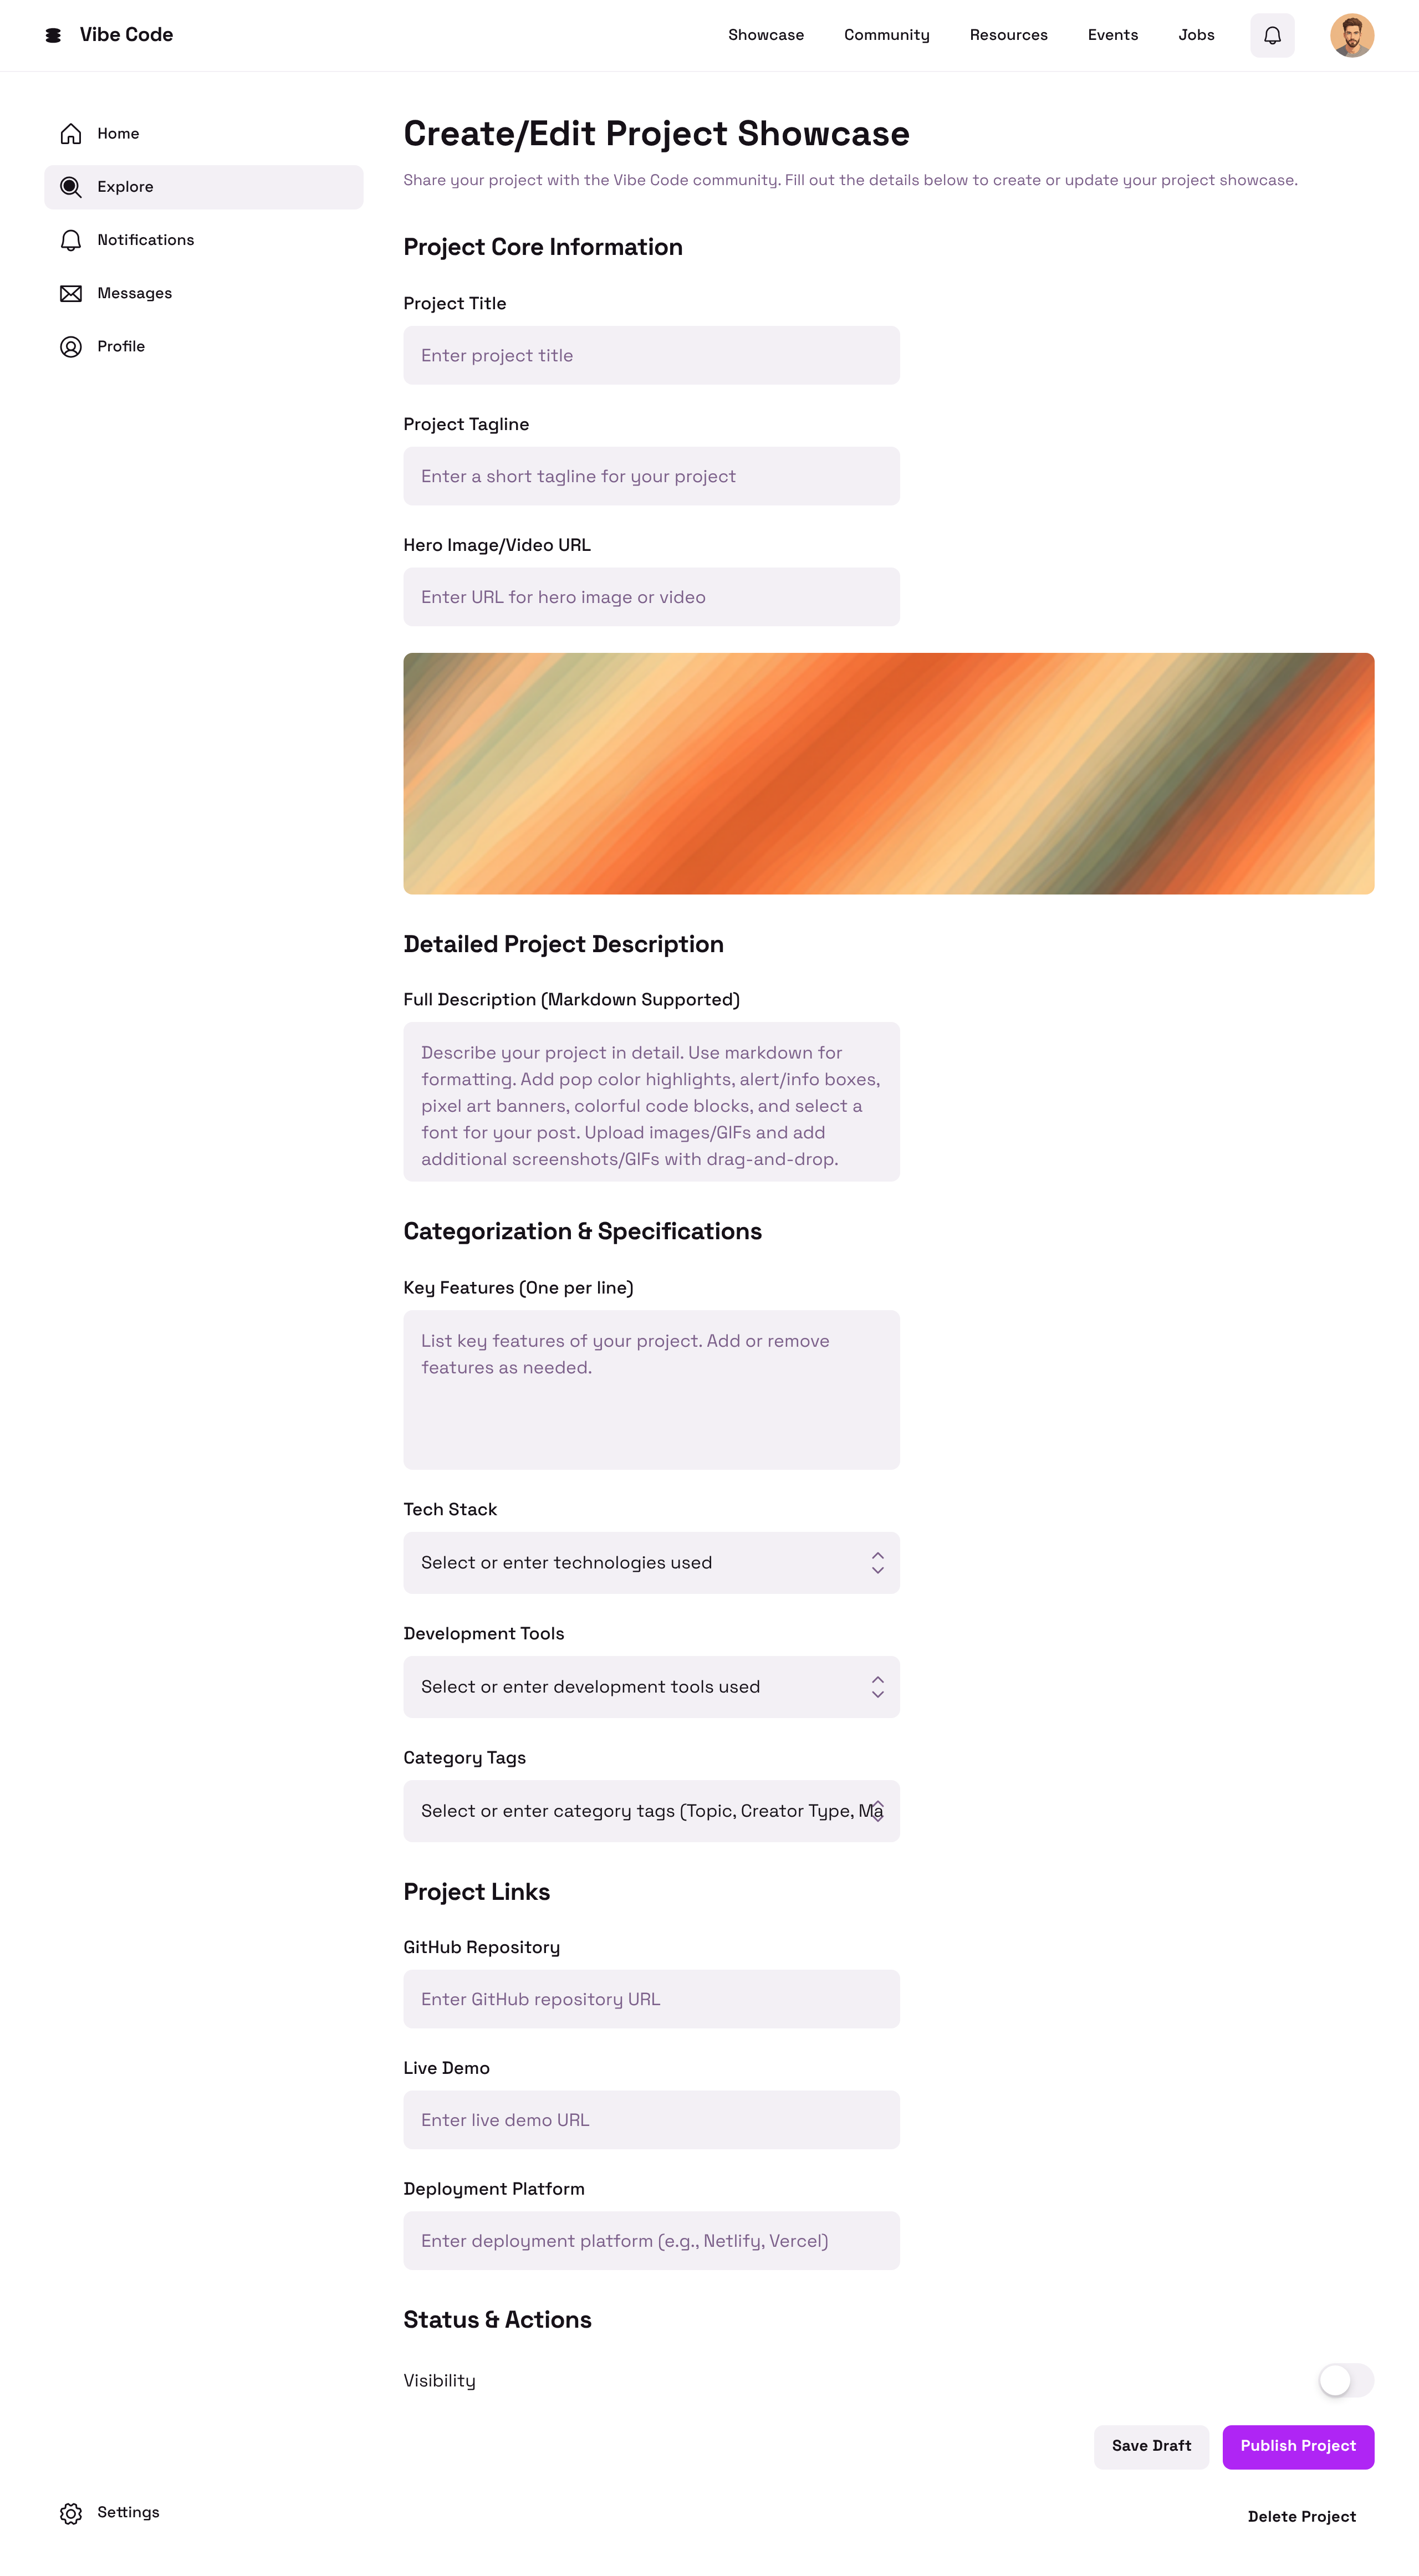 Vibe Code
Showcase
Community
Resources
Events
Jobs
Home
Explore
Notifications
Messages
Profile
Settings
Create/Edit Project Showcase
Share your project with the Vibe Code community. Fill out the details below to create or update your project showcase.
Project Core Information
Project Title
Enter project title
Project Tagline
Enter a short tagline for your project
Hero Image/Video URL
Enter URL for hero image or video
Detailed Project Description
Full Description (Markdown Supported)
Describe your project in detail. Use markdown for
formatting. Add pop color highlights, alert/info boxes,
pixel art banners, colorful code blocks, and select a
font for your post. Upload images/GIFs and add
additional screenshots/GIFs with drag-and-drop.
Categorization & Specifications
Key Features (One per line)
List key features of your project. Add or remove
features as needed.
Tech Stack
Select or enter technologies used
Development Tools
Select or enter development tools used
Category Tags
Select or enter category tags (Topic, Creator Type, Ma
Project Links
GitHub Repository
Enter GitHub repository URL
Live Demo
Enter live demo URL
Deployment Platform
Enter deployment platform (e.g., Netlify, Vercel)
Status & Actions
Visibility
Save Draft
Publish Project
Delete Project